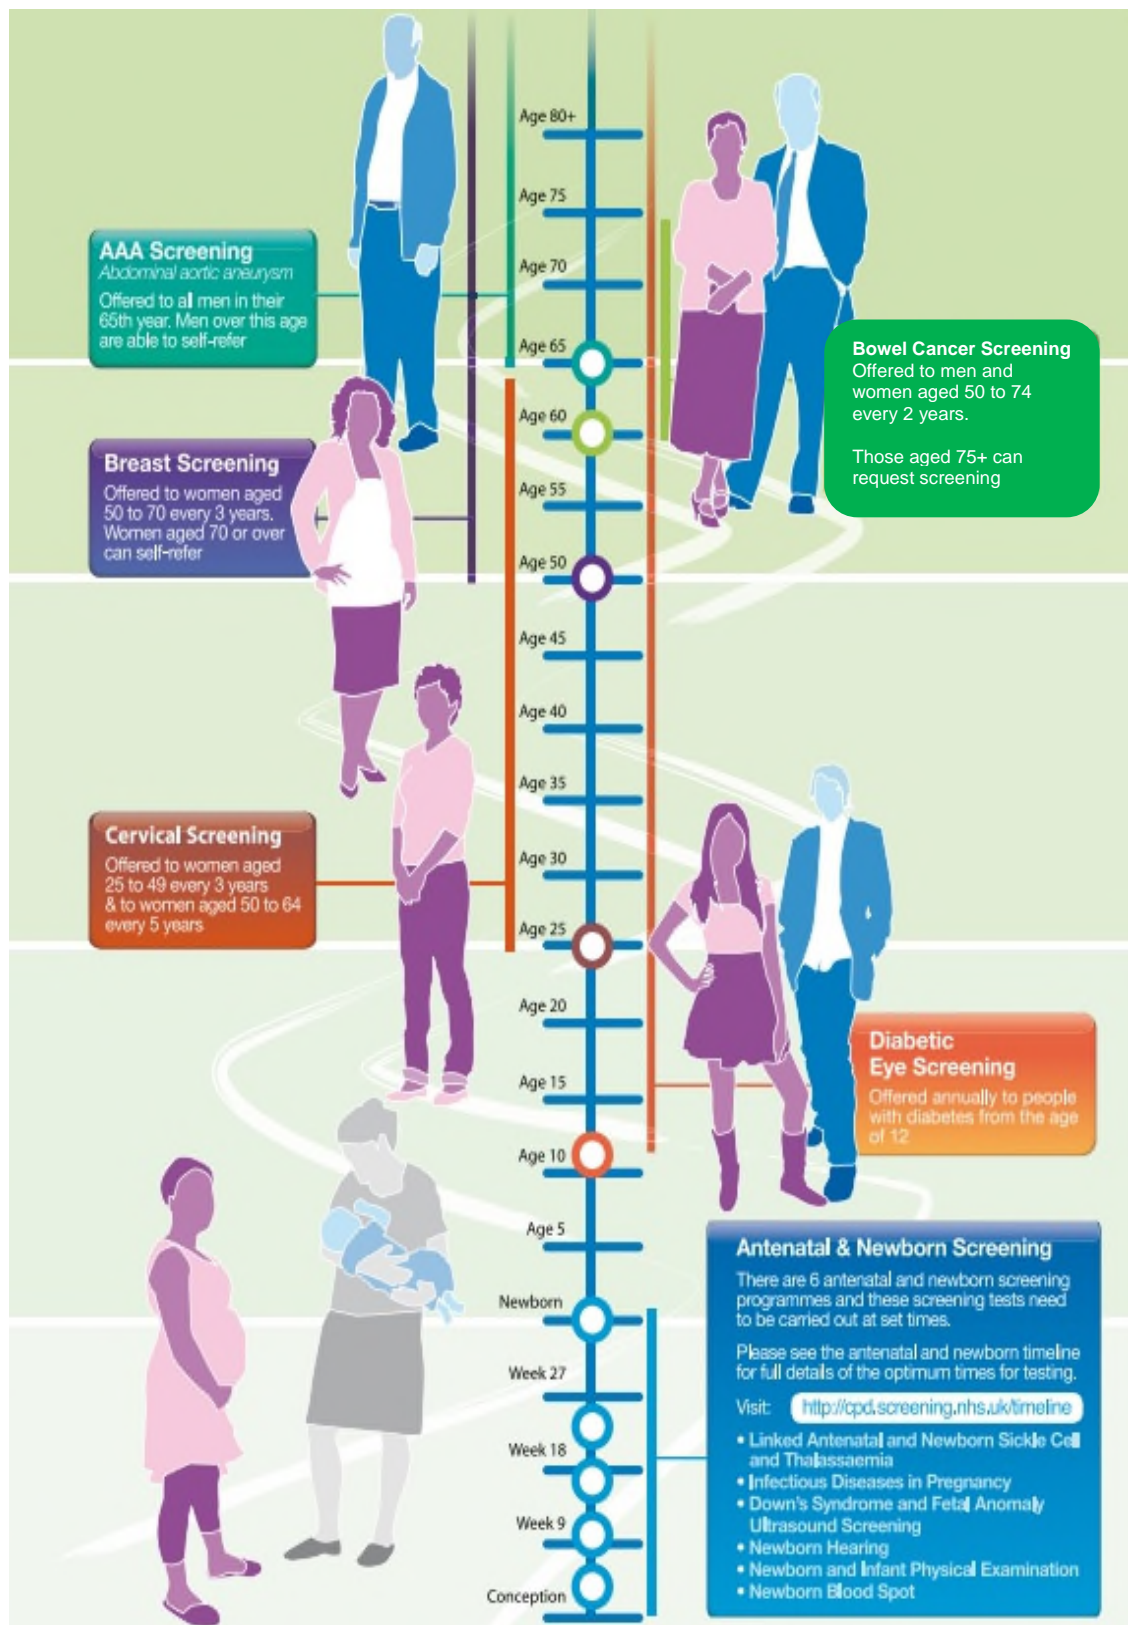 Age 80+
Age 75
Age 70
Age 65
Age 60
Age 55
Age 50
Age 45
Age 40
Age 35
Age 30
Age 25
Age 20
Age 15
Age 10
Age 5
Newborn
Week 27
Week 18
Week 9
Conception
AAA Screening
Abdominal aortic aneurysm
Offered to all men in their
65th year. Men over this age
are able to self-refer
Breast Screening
Offered to women aged
50 to 70 every 3 years.
Women aged 70 or over
can self-refer
Cervical Screening
Offered to women aged
25 to 49 every 3 years
& to women aged 50 to 64
every 5 years
Bowel Cancer Screening
Offered to men and
women aged 50 to 74
every 2 years.
Those aged 75+ can
request screening
Diabetic
Eye Screening
Offered annually to people
with diabetes from the age
of 12
Antenatal & Newborn Screening
There are 6 antenatal and newborn screening
programmes and these screening tests need
to be carried out at set times.
Please see the antenatal and newborn timeline
for full details of the optimum times for testing.
Visit: http://cpd.screening.nhs.uk/timeline
• Linked Antenatal and Newborn Sickle Cell
and Thalassaemia
• Infectious Diseases in Pregnancy
• Down's Syndrome and Fetal Anomaly
Ultrasound Screening
• Newborn Hearing
• Newborn and Infant Physical Examination
• Newborn Blood Spot